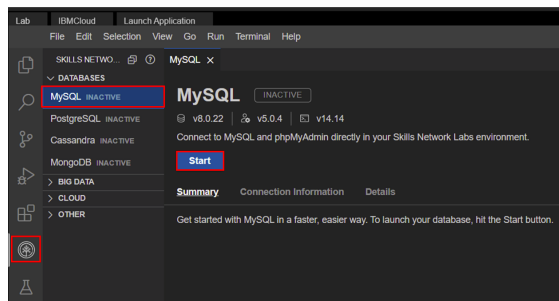 Lab IBMCloud Launch Application
File Edit Selection View Go Run Terminal Help
SKILLS NETWO...
MySQL ×
DATABASES
MySQL INACTIVE
PostgreSQL INACTIVE
Cassandra INACTIVE
MongoDB INACTIVE
BIG DATA
CLOUD
OTHER
MySQL INACTIVE
v8.0.22 v5.0.4 v14.14
Connect to MySQL and phpMyAdmin directly in your Skills Network Labs environment.
Start
Summary Connection Information Details
Get started with MySQL in a faster, easier way. To launch your database, hit the Start button.